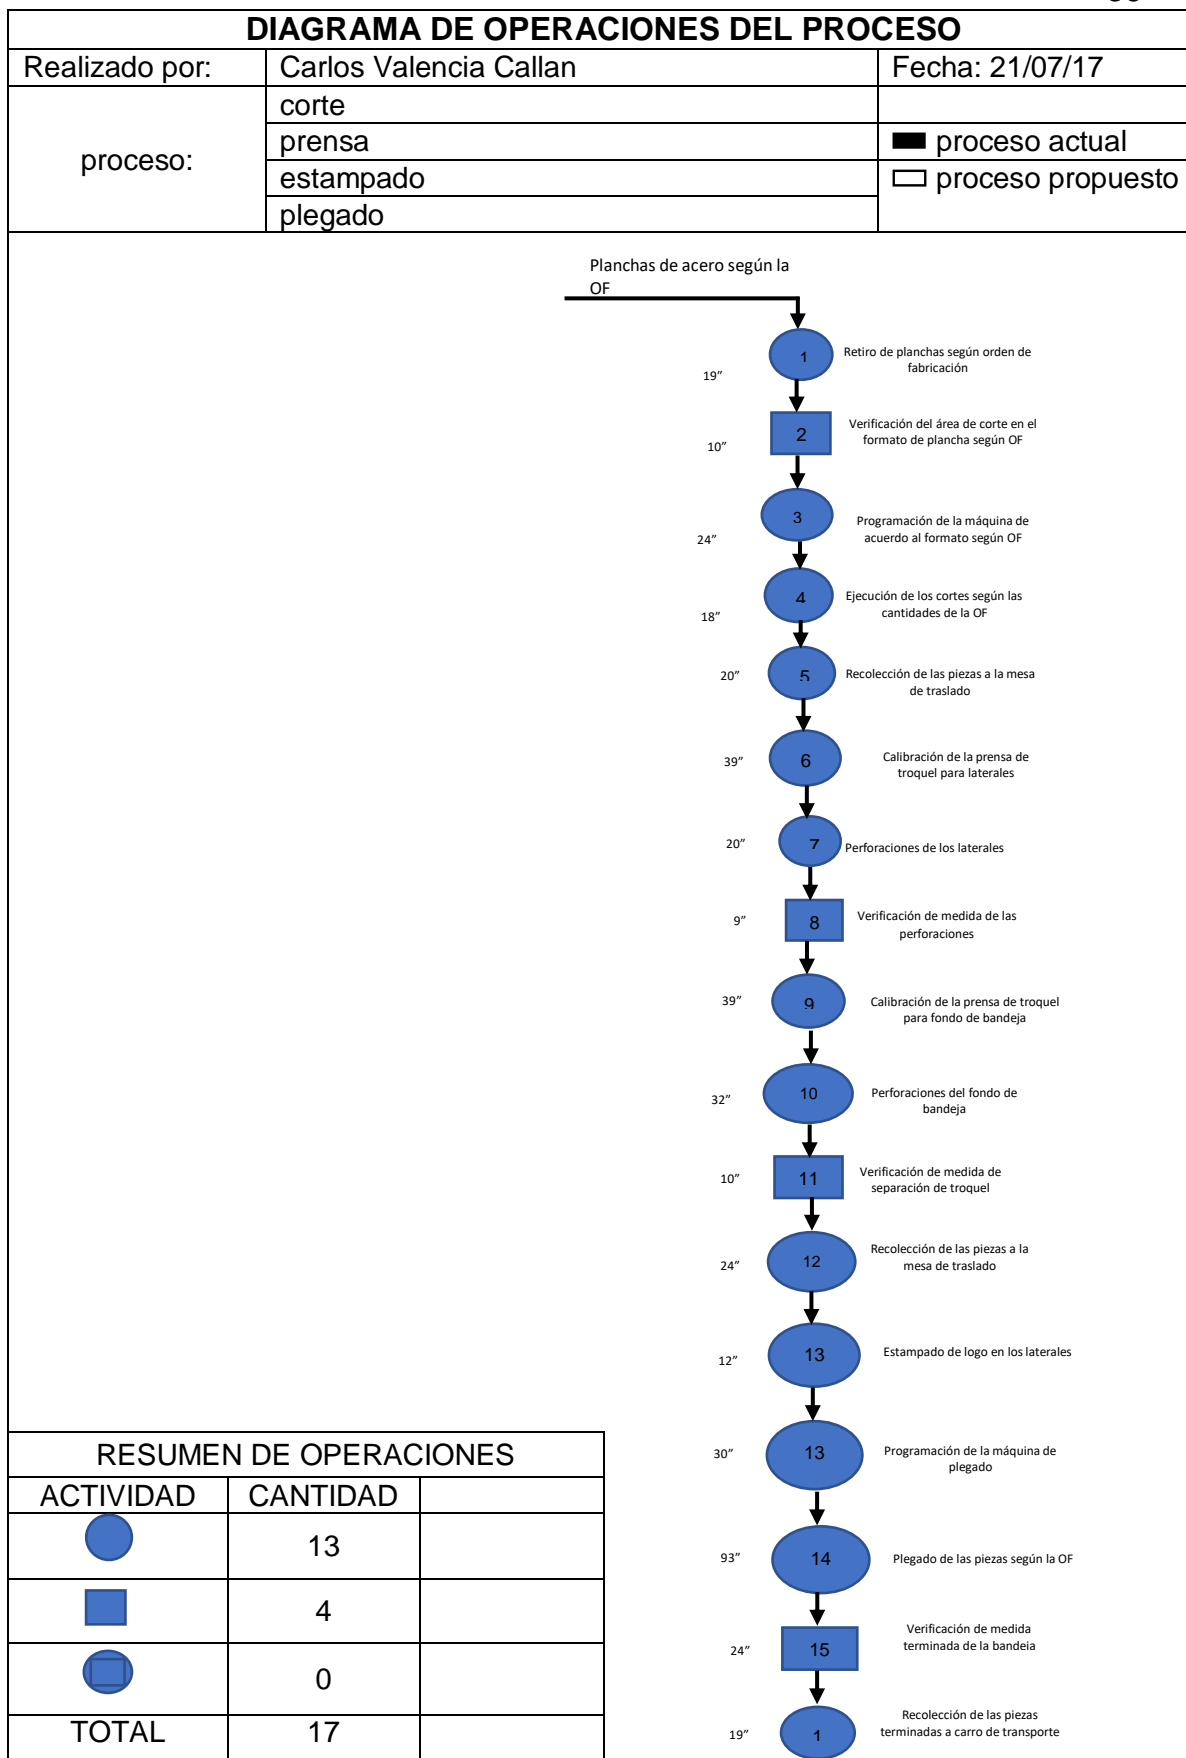 DIAGRAMA DE OPERACIONES DEL PROCESO
Realizado por: Carlos Valencia Callan Fecha: 21/07/17
proceso:
corte
prensa
proceso actual
estampado
proceso propuesto
plegado
Planchas de acero según la
OF
1
Retiro de planchas según orden de
fabricación
19”
2
Verificación del área de corte en el
formato de plancha según OF
10”
3
Programación de la máquina de
acuerdo al formato según OF
24”
4
Ejecución de los cortes según las
cantidades de la OF
18”
5
Recolección de las piezas a la mesa
de traslado
20”
6
Calibración de la prensa de
troquel para laterales
39”
7
Perforaciones de los laterales
20”
8
Verificación de medida de las
perforaciones
9”
9
Calibración de la prensa de troquel
para fondo de bandeja
39”
10
Perforaciones del fondo de
bandeja
32”
11
Verificación de medida de
separación de troquel
10”
12
Recolección de las piezas a la
mesa de traslado
24”
13
Estampado de logo en los laterales
12”
13
Programación de la máquina de
plegado
30”
14
Plegado de las piezas según la OF
93”
15
Verificación de medida
terminada de la bandeja
24”
1
Recolección de las piezas
terminadas a carro de transporte
19”
RESUMEN DE OPERACIONES
ACTIVIDAD CANTIDAD
13
4
0
TOTAL 17